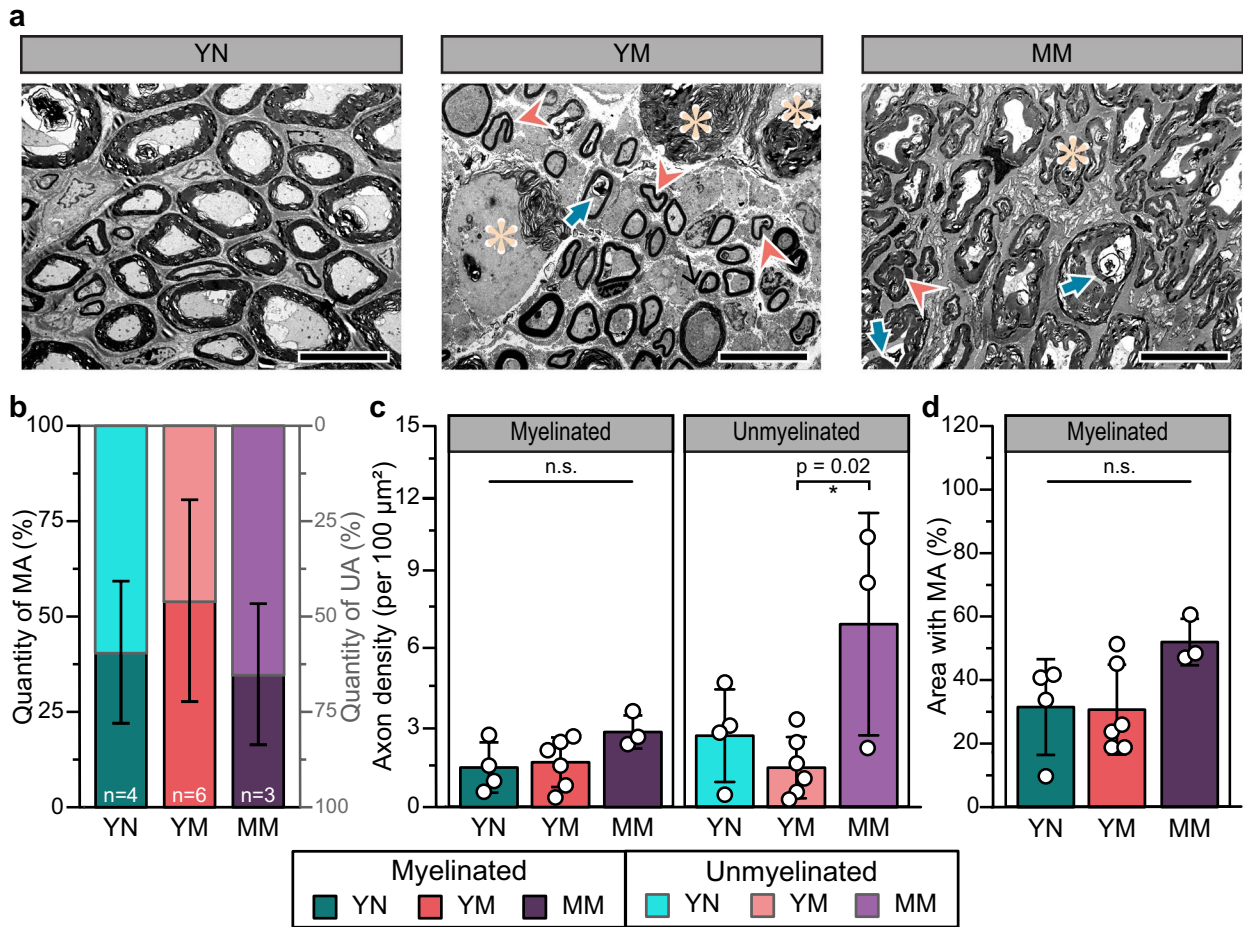 a
YN
YM
MM
b
Quantity of MA (%)
100
75
50
25
0
0
25
50
75
100
Quantity of UA (%)
n=4
n=6
n=3
YN
YM
MM
c
Axon density (per 100 µm²)
15
12
9
6
3
0
Myelinated
n.s.
YN
YM
MM
Unmyelinated
p = 0.02
*
YN
YM
MM
d
Area with MA (%)
120
100
80
60
40
20
0
Myelinated
n.s.
YN
YM
MM
Myelinated
YN
YM
MM
Unmyelinated
YN
YM
MM